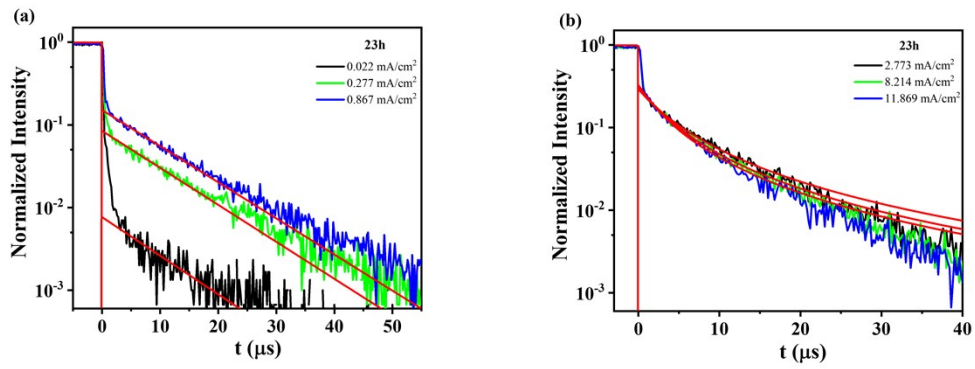 (a)
23h
0.022 mA/cm²
0.277 mA/cm²
0.867 mA/cm²
Normalized Intensity
10⁰
10⁻¹
10⁻²
10⁻³
0 10 20 30 40 50
t (μs)
(b)
23h
2.773 mA/cm²
8.214 mA/cm²
11.869 mA/cm²
Normalized Intensity
10⁰
10⁻¹
10⁻²
10⁻³
0 10 20 30 40
t (μs)